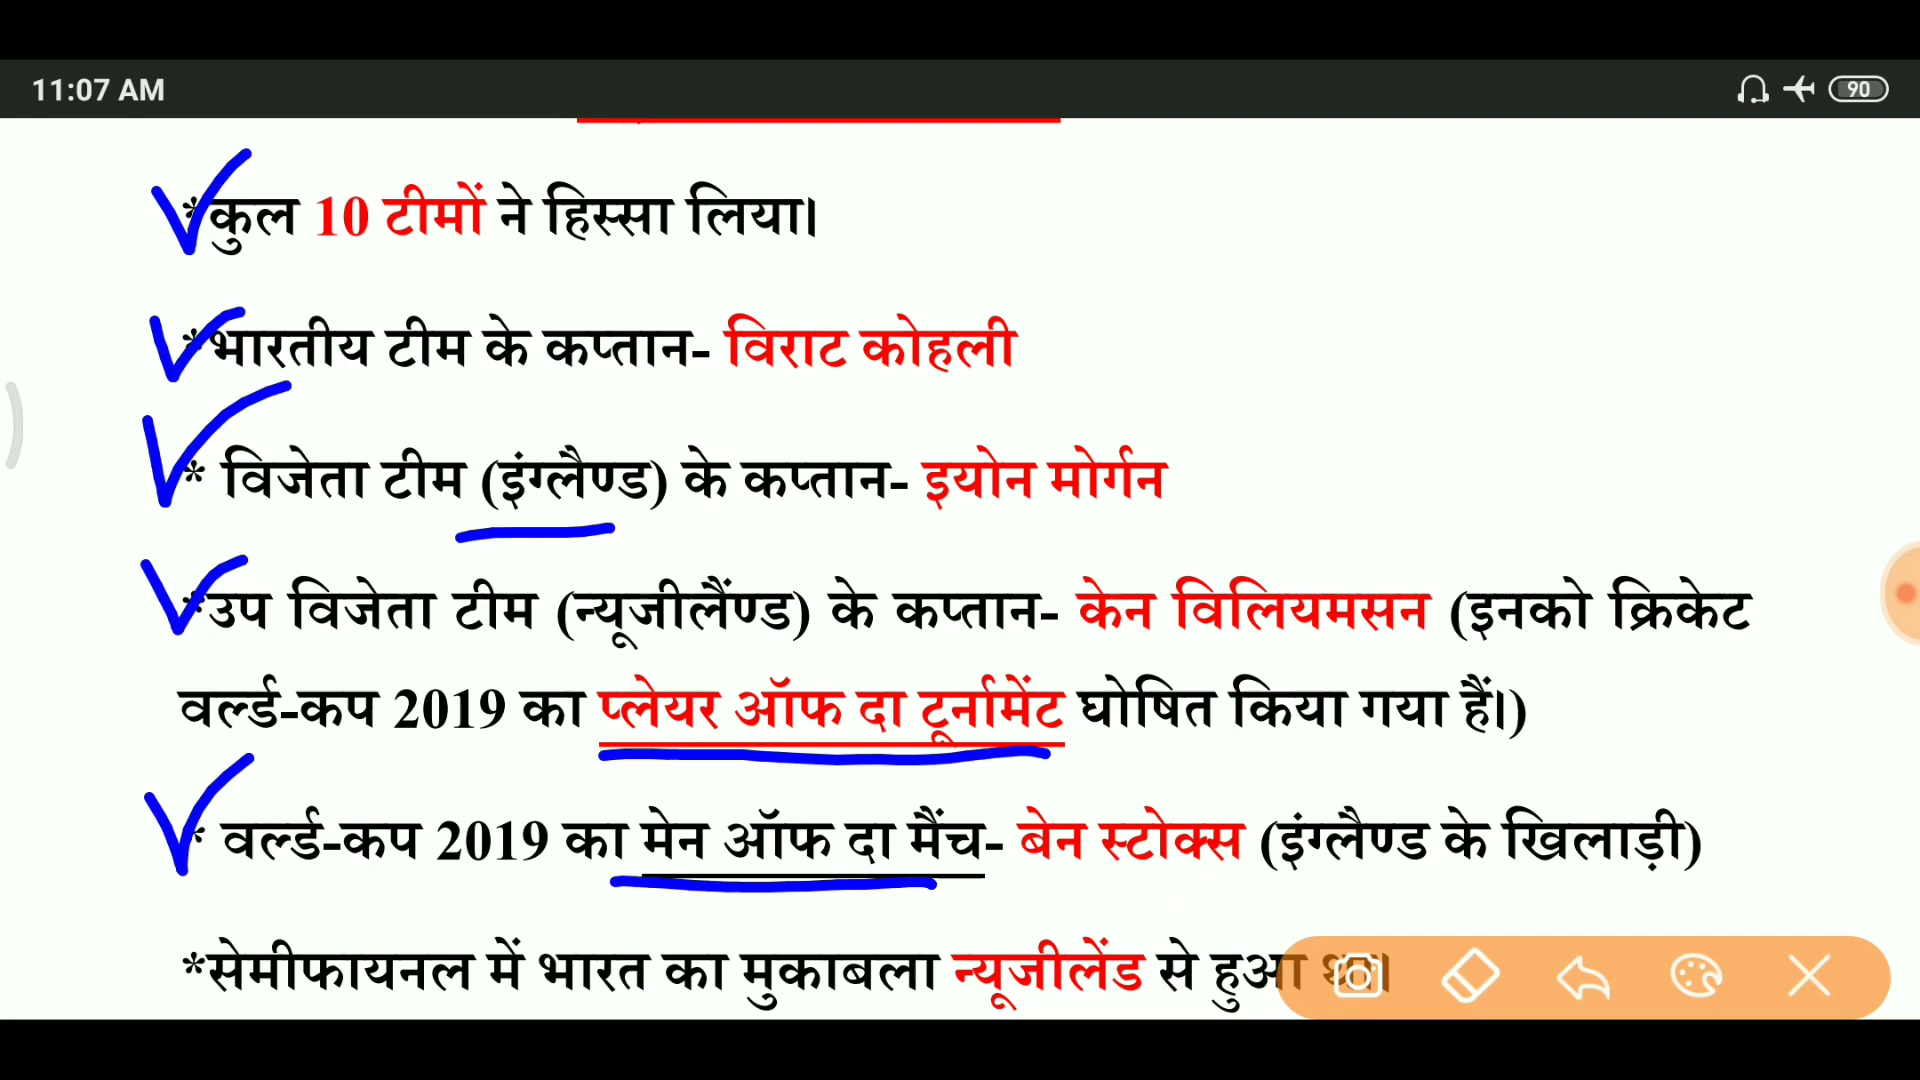 11:07 AM
90
*कुल 10 टीमों ने हिस्सा लिया।
*भारतीय टीम के कप्तान- विराट कोहली
* विजेता टीम (इंग्लैण्ड) के कप्तान- इयोन मोर्गन
*उप विजेता टीम (न्यूजीलैंण्ड) के कप्तान- केन विलियमसन (इनको क्रिकेट
वर्ल्ड-कप 2019 का प्लेयर ऑफ दा टूर्नामेंट घोषित किया गया हैं।)
* वर्ल्ड-कप 2019 का मेन ऑफ दा मैंच- बेन स्टोक्स (इंग्लैण्ड के खिलाड़ी)
*सेमीफायनल में भारत का मुकाबला न्यूजीलेंड से हुआ था।